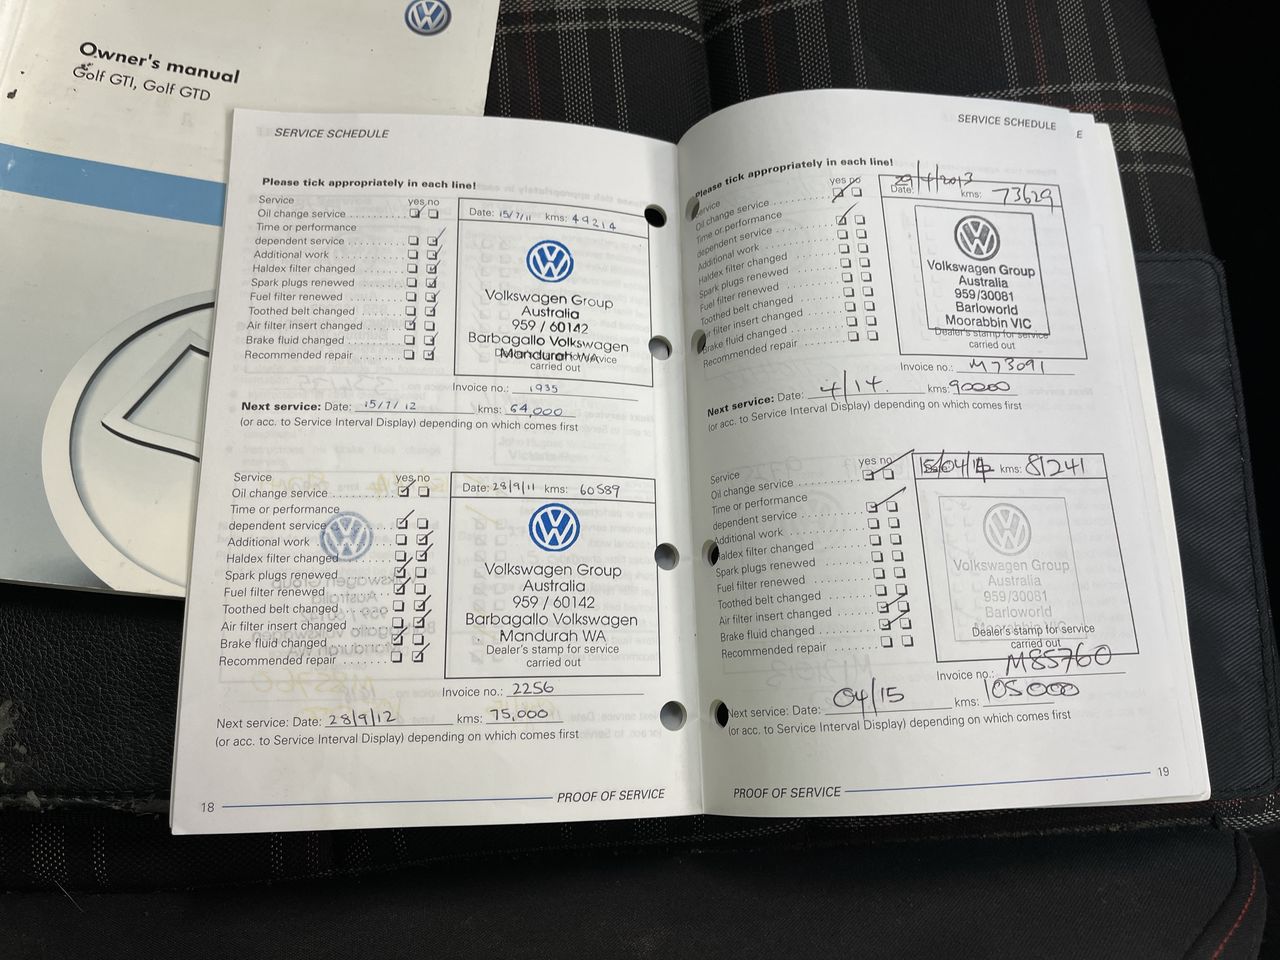 Owner's manual
Golf GTI, Golf GTD
SERVICE SCHEDULE
Please tick appropriately in each line!
Service yes no
Oil change service
Time or performance
dependent service
Additional work
Haldex filter changed
Spark plugs renewed
Fuel filter renewed
Toothed belt changed
Air filter insert changed
Brake fluid changed
Recommended repair
Date: 15/7/11 kms: 49214
Volkswagen Group
Australia
959 / 60142
Barbagallo Volkswagen
Mandurah WA
carried out
Invoice no.: 1935
Next service: Date: 15/7/12 kms: 64,000
(or acc. to Service Interval Display) depending on which comes first
Service yes no
Oil change service
Time or performance
dependent service
Additional work
Haldex filter changed
Spark plugs renewed
Fuel filter renewed
Toothed belt changed
Air filter insert changed
Brake fluid changed
Recommended repair
Date: 28/9/11 kms: 60589
Volkswagen Group
Australia
959 / 60142
Barbagallo Volkswagen
Mandurah WA
Dealer's stamp for service
carried out
Invoice no.: 2256
Next service: Date: 28/9/12 kms: 75,000
(or acc. to Service Interval Display) depending on which comes first
18 PROOF OF SERVICE
SERVICE SCHEDULE E
Please tick appropriately in each line!
Service yes no
Oil change service
Time or performance
dependent service
Additional work
Haldex filter changed
Spark plugs renewed
Fuel filter renewed
Toothed belt changed
Air filter insert changed
Brake fluid changed
Recommended repair
Date: 29/4/2013 kms: 73629
Volkswagen Group
Australia
959/30081
Barloworld
Moorabbin VIC
Dealer's stamp for service
carried out
Invoice no.: M73091
Next service: Date: 4/14. kms: 90000
(or acc. to Service Interval Display) depending on which comes first
Service yes no
Oil change service
Time or performance
dependent service
Additional work
Haldex filter changed
Spark plugs renewed
Fuel filter renewed
Toothed belt changed
Air filter insert changed
Brake fluid changed
Recommended repair
15/04/14 kms: 81241
Volkswagen Group
Australia
959/30081
Barloworld
Moorabbin VIC
Dealer's stamp for service
carried out
Invoice no.: M85760
Next service: Date: 04/15 kms: 105000
(or acc. to Service Interval Display) depending on which comes first
PROOF OF SERVICE 19